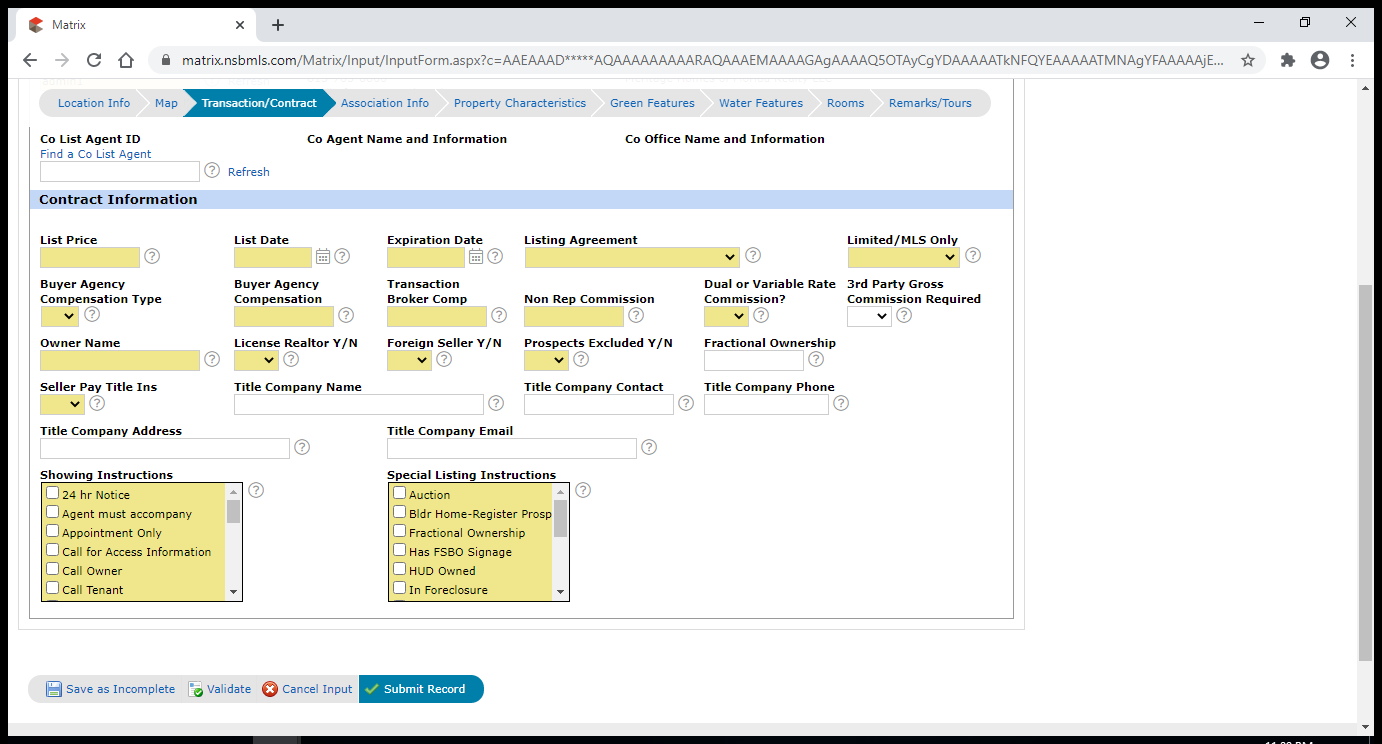 Matrix
matrix.nsbmls.com/Matrix/Input/InputForm.aspx?c=AAEAAAD*****AQAAAAAAAAARAQAAAEMAAAAGAgAAAAQ5OTAyCgYDAAAAATkNFQYEAAAAATMNAgYFAAAAAjE...
Location Info Map Transaction/Contract Association Info Property Characteristics Green Features Water Features Rooms Remarks/Tours
Co List Agent ID Co Agent Name and Information Co Office Name and Information
Find a Co List Agent
Refresh
Contract Information
List Price List Date Expiration Date Listing Agreement Limited/MLS Only
Buyer Agency Buyer Agency Transaction Dual or Variable Rate 3rd Party Gross
Compensation Type Compensation Broker Comp Non Rep Commission Commission? Commission Required
Owner Name License Realtor Y/N Foreign Seller Y/N Prospects Excluded Y/N Fractional Ownership
Seller Pay Title Ins Title Company Name Title Company Contact Title Company Phone
Title Company Address Title Company Email
Showing Instructions Special Listing Instructions
24 hr Notice Auction
Agent must accompany Bldr Home-Register Prosp
Appointment Only Fractional Ownership
Call for Access Information Has FSBO Signage
Call Owner HUD Owned
Call Tenant In Foreclosure
Save as Incomplete Validate Cancel Input Submit Record